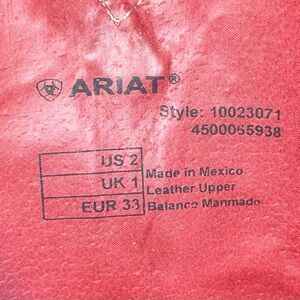 ARIAT®
Style: 10023071
4500065938
US 2
UK 1
EUR 33
Made in Mexico
Leather Upper
Balance Manmade